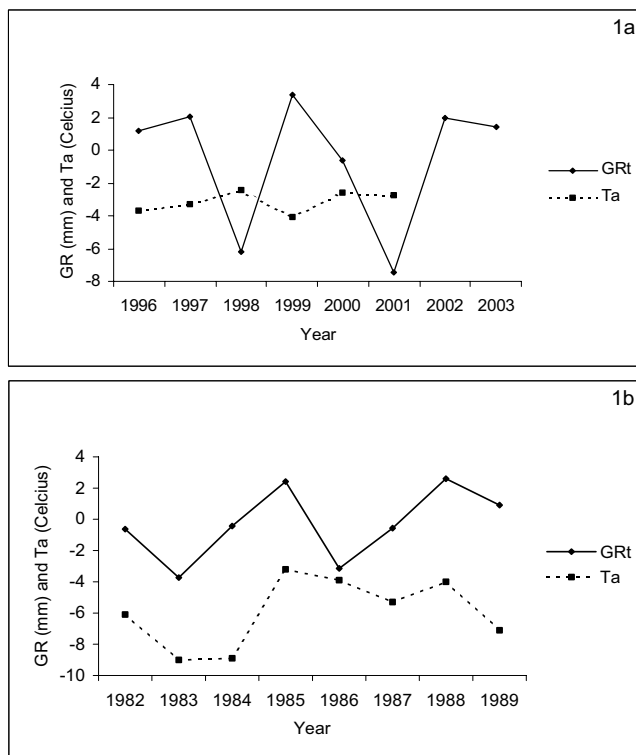 1a
GR (mm) and Ta (Celcius)
4
2
0
-2
-4
-6
-8
1996 1997 1998 1999 2000 2001 2002 2003
Year
GRt
Ta
1b
GR (mm) and Ta (Celcius)
4
2
0
-2
-4
-6
-8
-10
1982 1983 1984 1985 1986 1987 1988 1989
Year
GRt
Ta